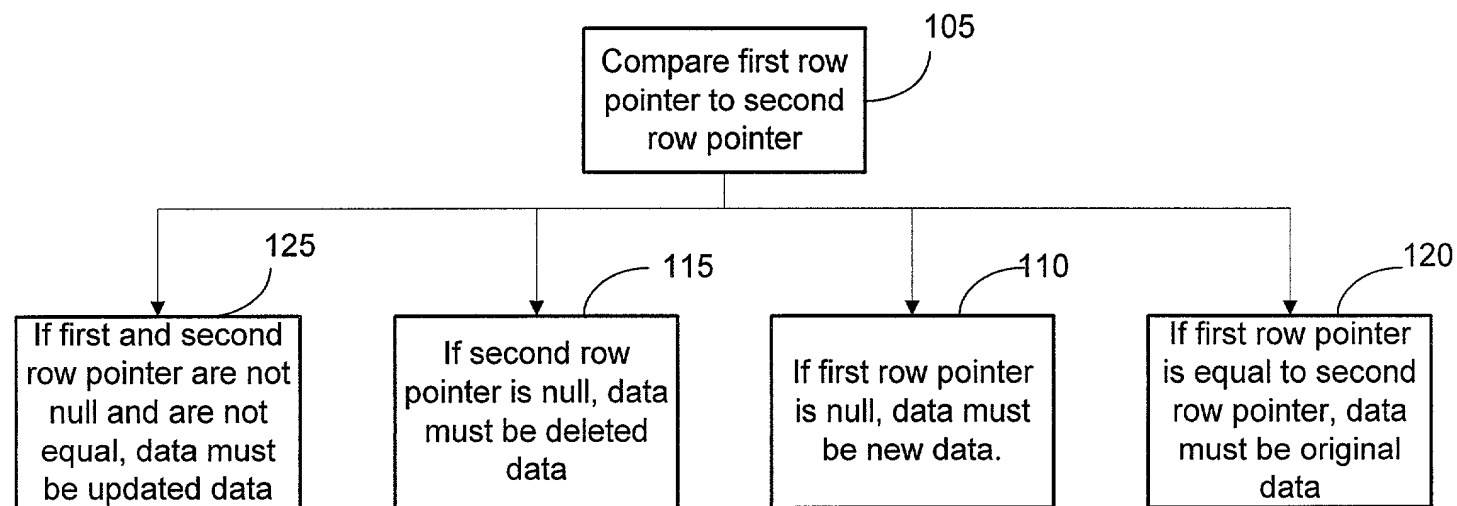 105
Compare first row
pointer to second
row pointer
125
If first and second
row pointer are not
null and are not
equal, data must
be updated data
115
If second row
pointer is null, data
must be deleted
data
110
If first row pointer
is null, data must
be new data.
120
If first row pointer
is equal to second
row pointer, data
must be original
data